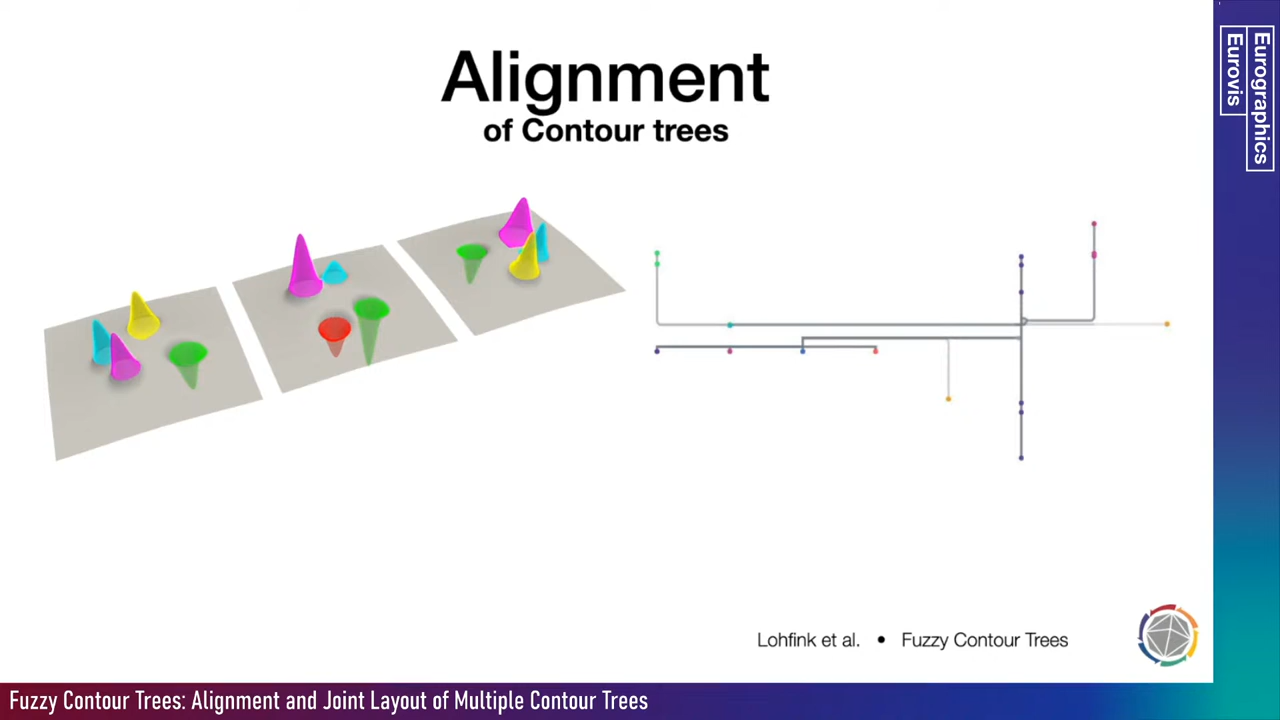 Alignment
of Contour trees
Eurographics
Eurovis
Lohfink et al. • Fuzzy Contour Trees
Fuzzy Contour Trees: Alignment and Joint Layout of Multiple Contour Trees